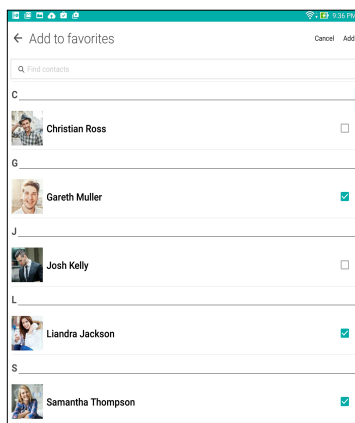 9:36 PM
Add to favorites
Cancel
Add
Find contacts
C
Christian Ross
G
Gareth Muller
J
Josh Kelly
L
Liandra Jackson
S
Samantha Thompson